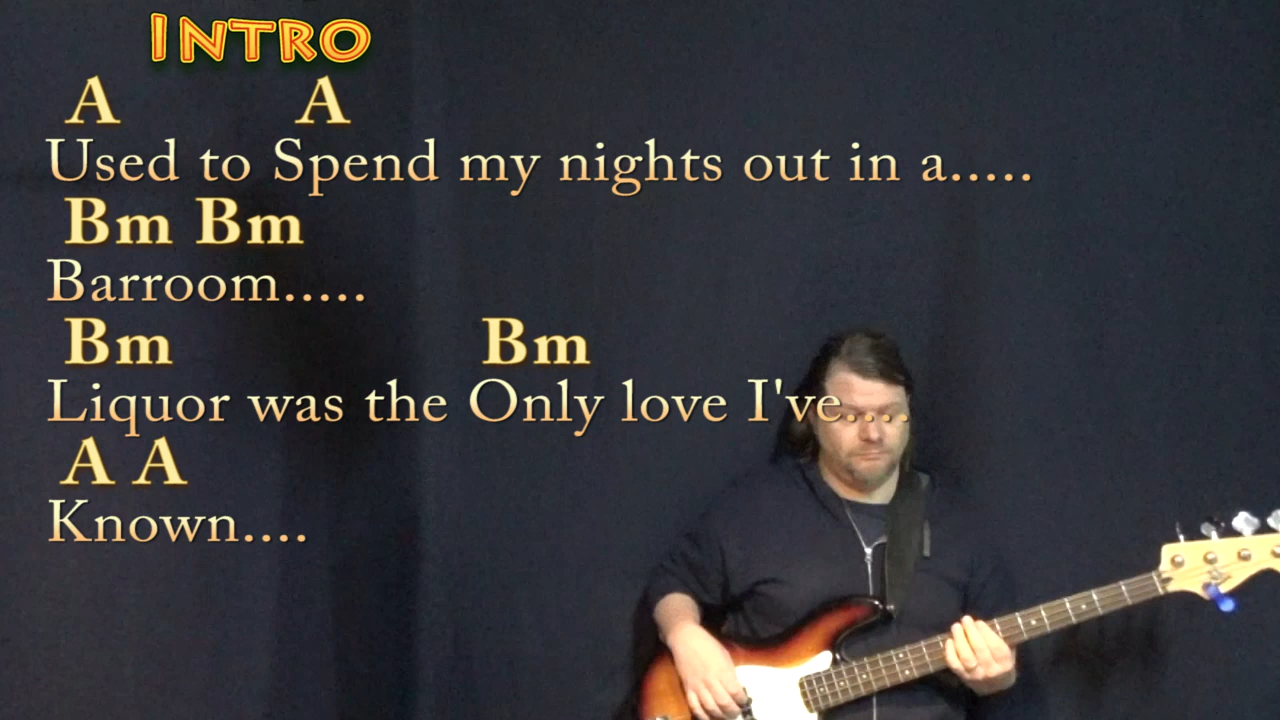 INTRO
A A
Used to Spend my nights out in a.....
Bm Bm
Barroom.....
Bm Bm
Liquor was the Only love I've....
A A
Known....